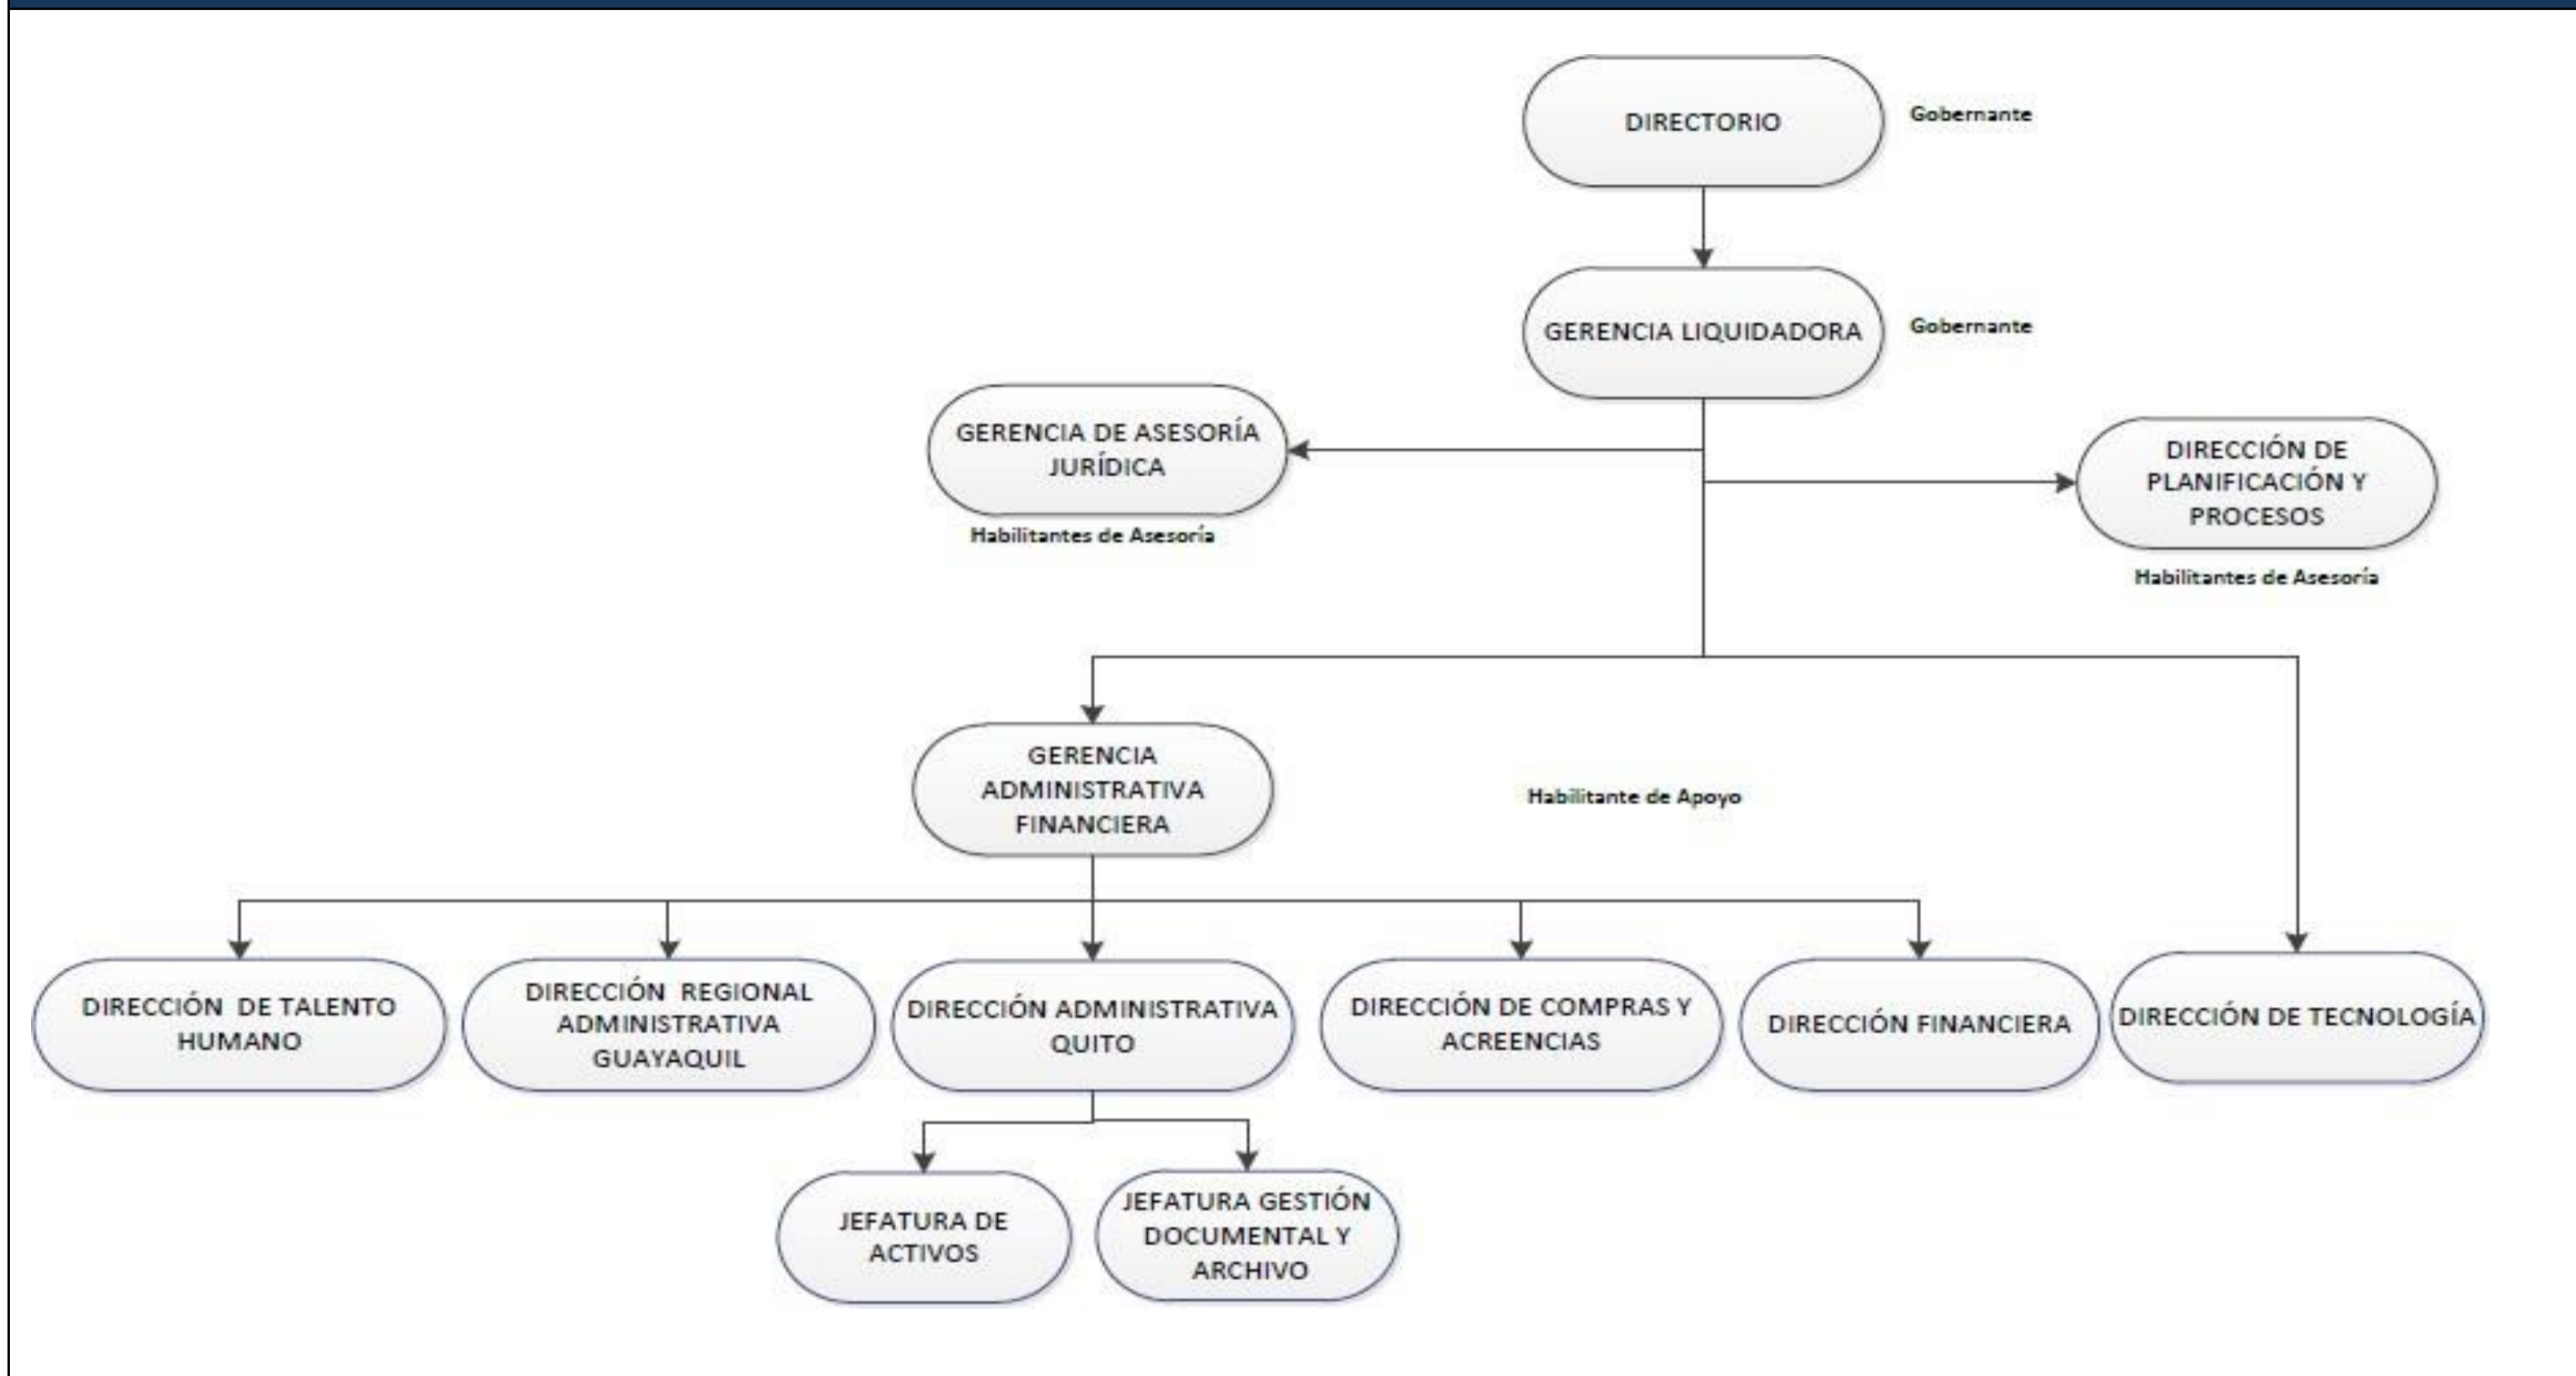 DIRECTORIO
Gobernante
GERENCIA LIQUIDADORA
Gobernante
GERENCIA DE ASESORÍA
JURÍDICA
Habilitantes de Asesoría
DIRECCIÓN DE
PLANIFICACIÓN Y
PROCESOS
Habilitantes de Asesoría
GERENCIA
ADMINISTRATIVA
FINANCIERA
Habilitante de Apoyo
DIRECCIÓN DE TALENTO
HUMANO
DIRECCIÓN REGIONAL
ADMINISTRATIVA
GUAYAQUIL
DIRECCIÓN ADMINISTRATIVA
QUITO
DIRECCIÓN DE COMPRAS Y
ACREENCIAS
DIRECCIÓN FINANCIERA
DIRECCIÓN DE TECNOLOGÍA
JEFATURA DE
ACTIVOS
JEFATURA GESTIÓN
DOCUMENTAL Y
ARCHIVO